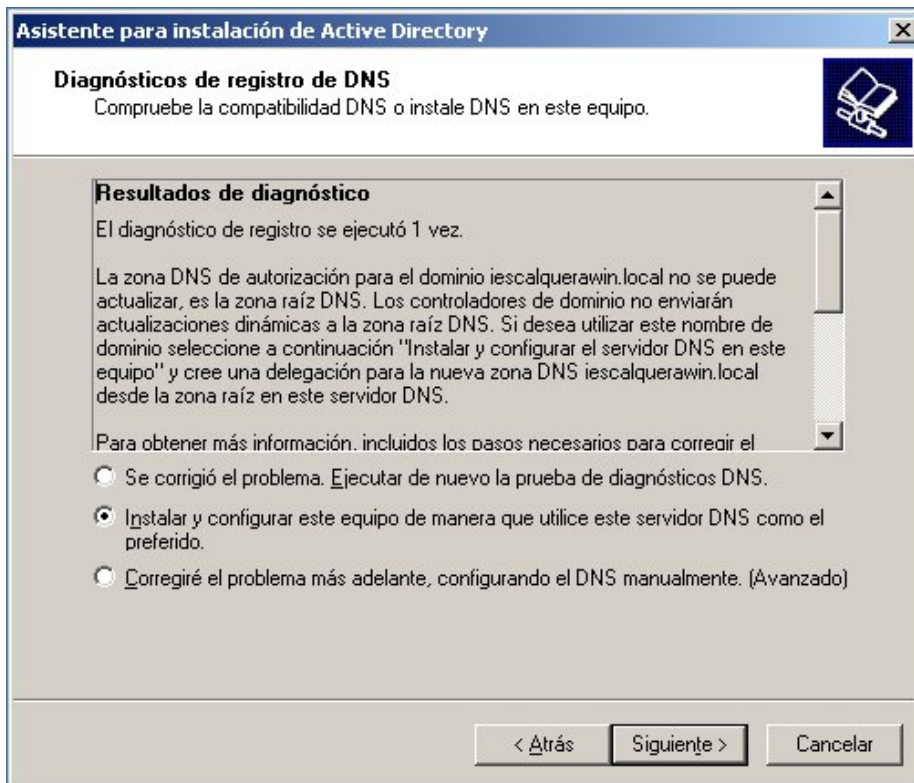 Asistente para instalación de Active Directory
Diagnósticos de registro de DNS
Compruebe la compatibilidad DNS o instale DNS en este equipo.
Resultados de diagnóstico
El diagnóstico de registro se ejecutó 1 vez.
La zona DNS de autorización para el dominio iescalquerawin.local no se puede
actualizar, es la zona raíz DNS. Los controladores de dominio no enviarán
actualizaciones dinámicas a la zona raíz DNS. Si desea utilizar este nombre de
dominio seleccione a continuación "Instalar y configurar el servidor DNS en este
equipo" y cree una delegación para la nueva zona DNS iescalquerawin.local
desde la zona raíz en este servidor DNS.
Para obtener más información, incluidos los pasos necesarios para corregir el
Se corrigió el problema. Ejecutar de nuevo la prueba de diagnósticos DNS.
Instalar y configurar este equipo de manera que utilice este servidor DNS como el
preferido.
Corregiré el problema más adelante, configurando el DNS manualmente. (Avanzado)
< Atrás
Siguiente >
Cancelar